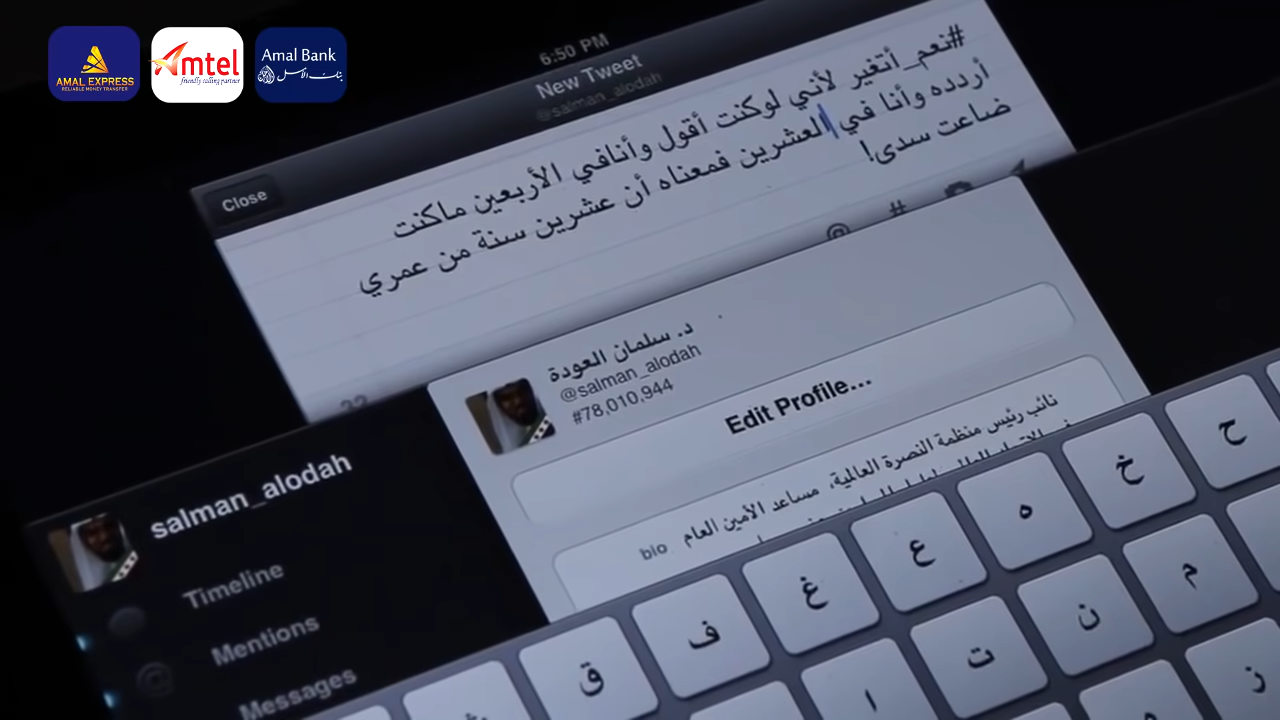 AMAL EXPRESS
RELIABLE MONEY TRANSFER
Amtel
friendly calling partner
Amal Bank
بنك الأمل
6:50 PM
New Tweet
@salman_alodah
Close
#نعم_أتغير لأني لوكنت أقول وأنافي الأربعين ماكنت
أردده وأنا في العشرين فمعناه أن عشرين سنة من عمري
ضاعت سدى!
@ #
33
د. سلمان العودة
@salman_alodah
#78,010,944
Edit Profile...
bio نائب رئيس منظمة النصرة العالمية، مساعد الأمين العام
salman_alodah
Timeline
Mentions
@
Messages
ق ف غ ع ه خ ح
ا ت ن م
ز